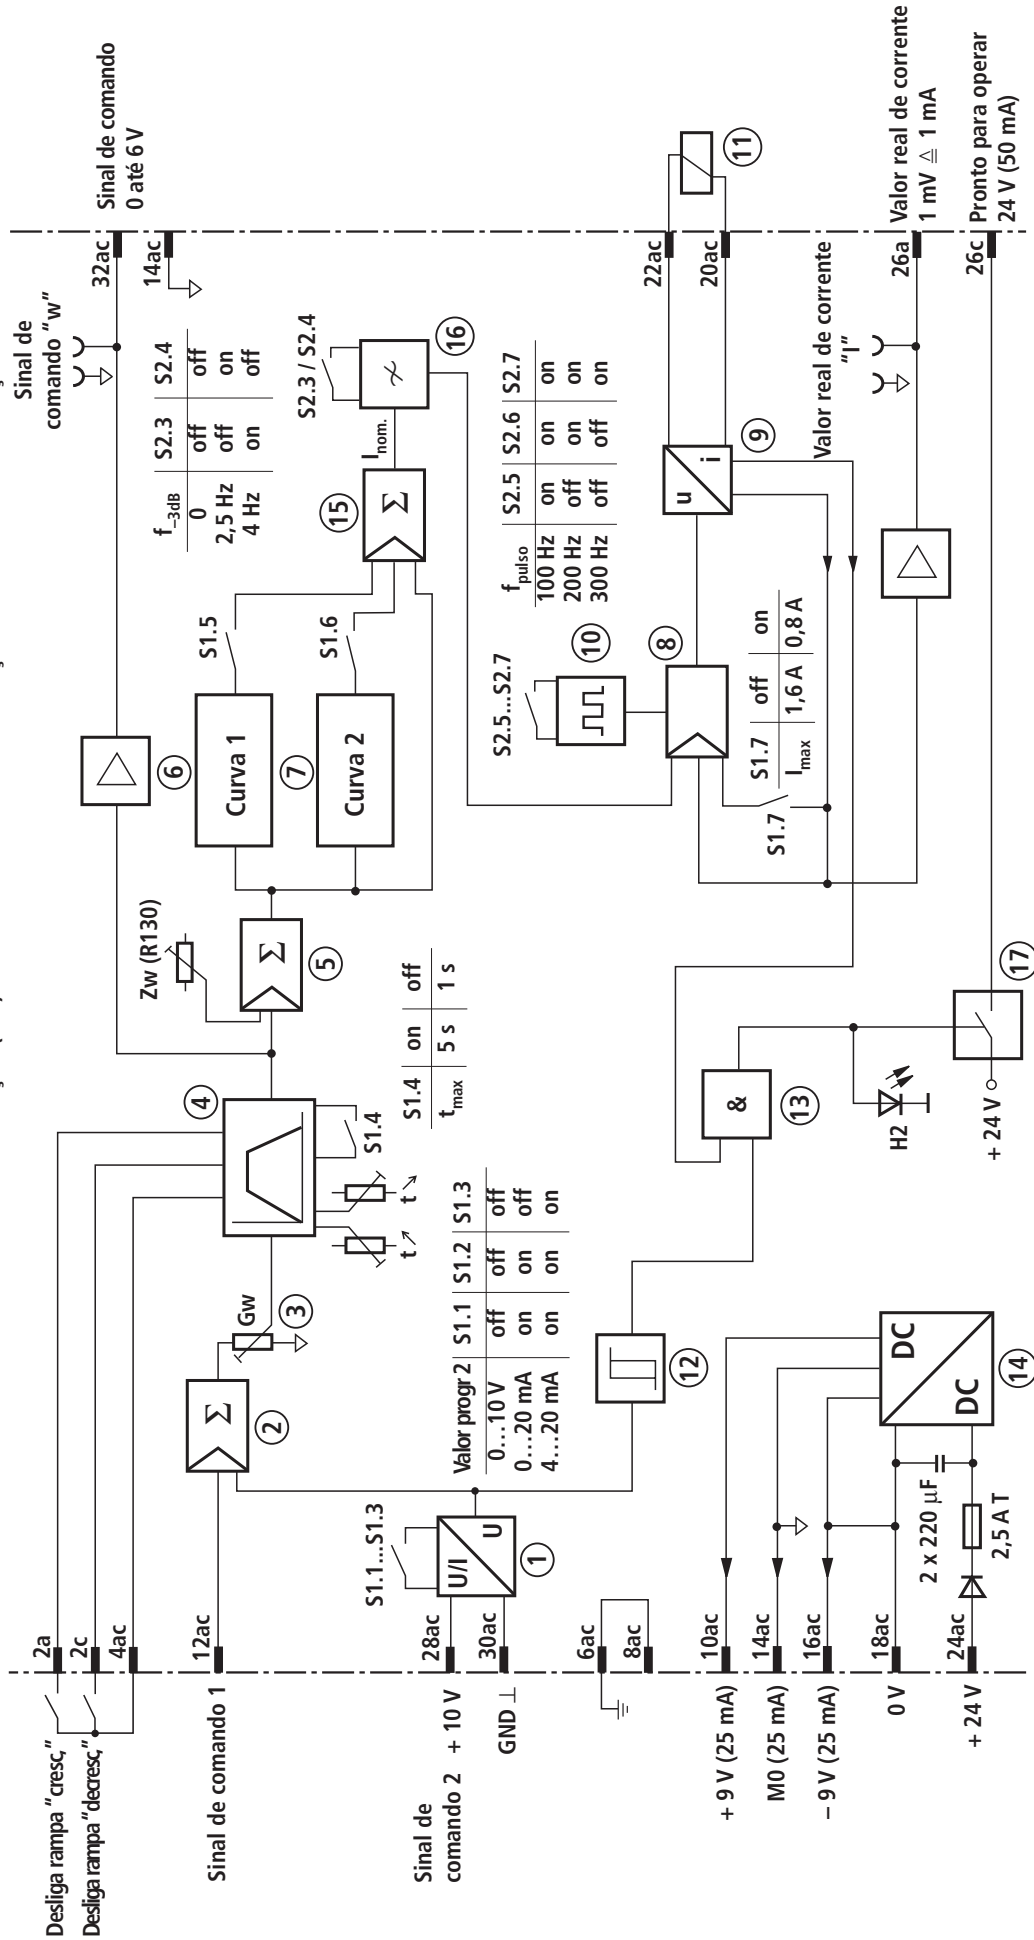 Desliga rampa "cresc,"
Desliga rampa "decresc,"
2a
2c
4ac
Sinal de comando 1
12ac
Sinal de
comando 2 + 10 V
28ac
GND ⊥
30ac
6ac
8ac
+ 9 V (25 mA)
10ac
M0 (25 mA)
14ac
− 9 V (25 mA)
16ac
0 V
18ac
+ 24 V
24ac
S1.1...S1.3
U/I
U
1
2 x 220 µF
2,5 A T
Σ
2
Gw
3
Valor progr 2 S1.1 S1.2 S1.3
0...10 V off off off
0...20 mA on on off
4...20 mA on on on
12
DC
DC
14
4
t
t
S1.4
S1.4 on off
t max 5 s 1 s
&
13
H2
+ 24 V
17
Zw (R130)
Σ
5
6
Curva 1
S1.5
7
Curva 2
S1.6
15
Σ
I nom.
f −3dB S2.3 S2.4
0 off off
2,5 Hz off on
4 Hz on off
S2.3 / S2.4
16
S2.5...S2.7
10
8
f pulso S2.5 S2.6 S2.7
100 Hz on on on
200 Hz off on on
300 Hz off off on
S1.7
S1.7 off on
I max 1,6 A 0,8 A
u
i
9
Sinal de
comando "w"
32ac
14ac
Sinal de comando
0 até 6 V
22ac
20ac
11
Valor real de corrente
"I"
26a
Valor real de corrente
1 mV ≙ 1 mA
26c
Pronto para operar
24 V (50 mA)